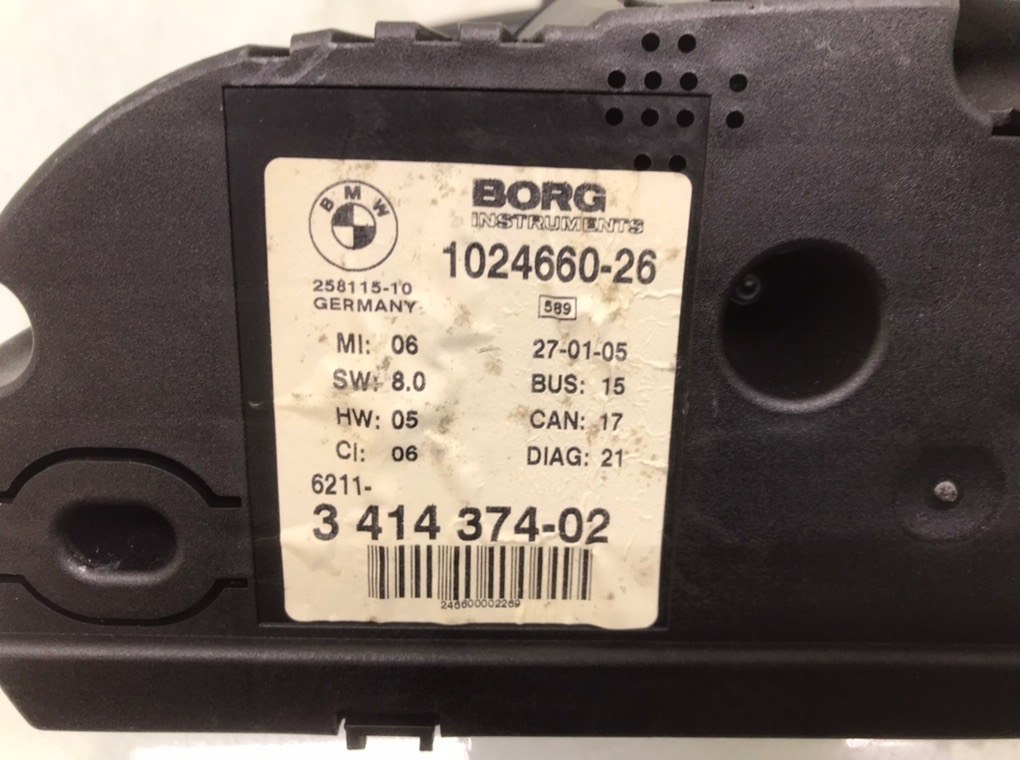 BMW
BORG
INSTRUMENTS
1024660-26
258115-10
GERMANY
589
MI: 06
27-01-05
SW: 8.0
BUS: 15
HW: 05
CAN: 17
CI: 06
DIAG: 21
6211-
3 414 374-02
246600002269